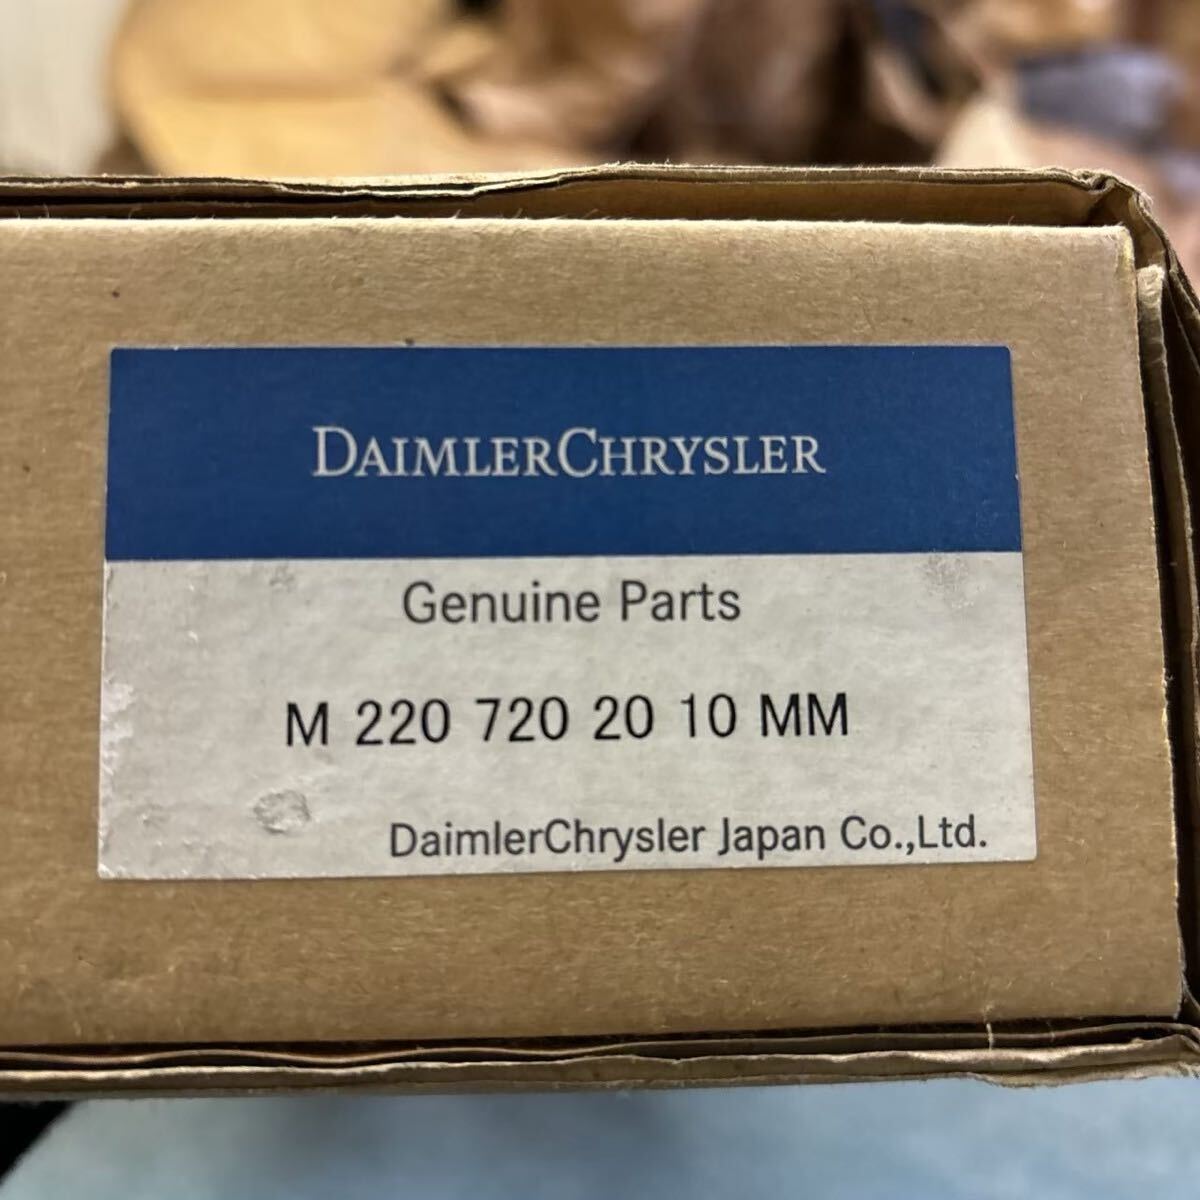 DAIMLERCHRYSLER
Genuine Parts
M 220 720 20 10 MM
DaimlerChrysler Japan Co.,Ltd.